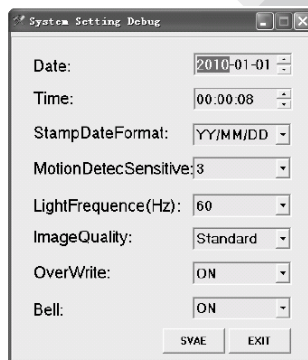 System Setting Debug
Date: 2010-01-01
Time: 00:00:08
StampDateFormat: YY/MM/DD
MotionDetecSensitive: 3
LightFrequence(Hz): 60
ImageQuality: Standard
OverWrite: ON
Bell: ON
SVAE EXIT